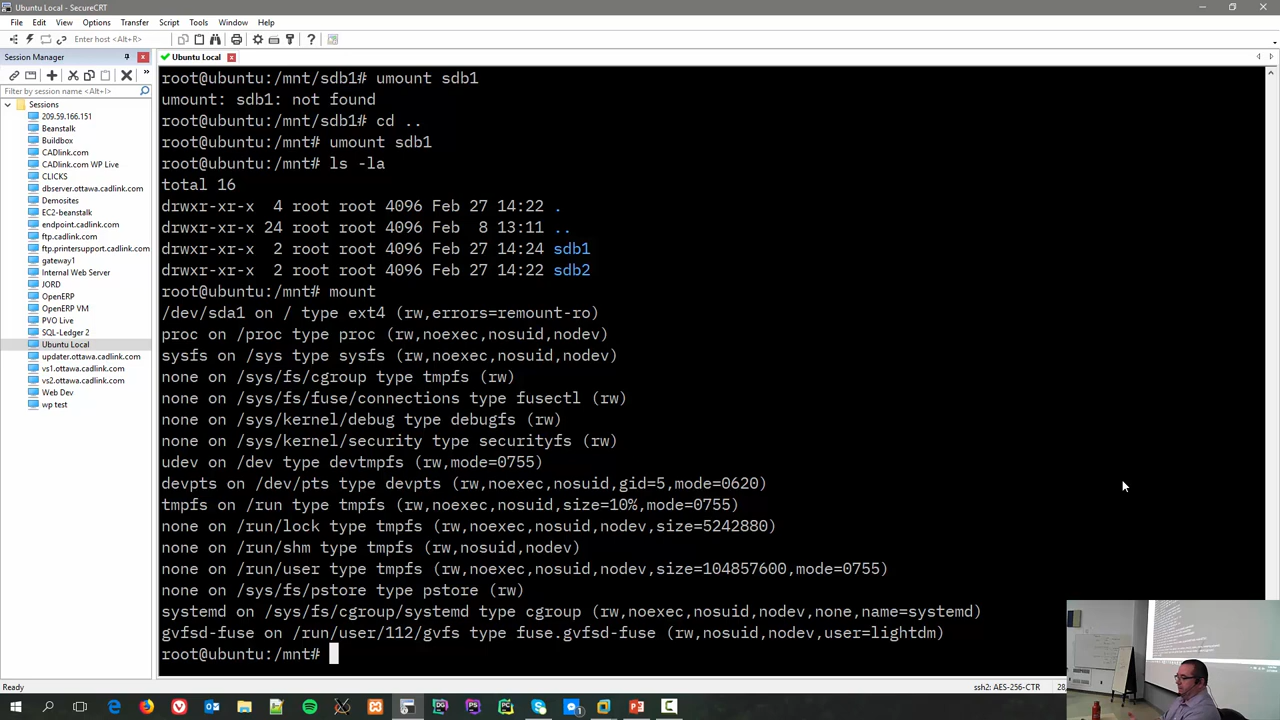 Ubuntu Local - SecureCRT
File Edit View Options Transfer Script Tools Window Help
Enter host <Alt+R>
Session Manager
Ubuntu Local
Filter by session name <Alt+I>
Sessions
209.59.166.151
Beanstalk
Buildbox
CADlink.com
CADLink.com WP Live
CLICKS
dbserver.ottawa.cadlink.com
Demosites
EC2-beanstalk
endpoint.cadlink.com
ftp.cadlink.com
ftp.printersupport.cadlink.com
gateway1
Internal Web Server
JORD
OpenERP
OpenERP VM
PVO Live
SQL-Ledger 2
Ubuntu Local
updater.ottawa.cadlink.com
vs1.ottawa.cadlink.com
vs2.ottawa.cadlink.com
Web Dev
wp test
root@ubuntu:/mnt/sdb1# umount sdb1
umount: sdb1: not found
root@ubuntu:/mnt/sdb1# cd ..
root@ubuntu:/mnt# umount sdb1
root@ubuntu:/mnt# ls -la
total 16
drwxr-xr-x  4 root root 4096 Feb 27 14:22 .
drwxr-xr-x 24 root root 4096 Feb  8 13:11 ..
drwxr-xr-x  2 root root 4096 Feb 27 14:24 sdb1
drwxr-xr-x  2 root root 4096 Feb 27 14:22 sdb2
root@ubuntu:/mnt# mount
/dev/sda1 on / type ext4 (rw,errors=remount-ro)
proc on /proc type proc (rw,noexec,nosuid,nodev)
sysfs on /sys type sysfs (rw,noexec,nosuid,nodev)
none on /sys/fs/cgroup type tmpfs (rw)
none on /sys/fs/fuse/connections type fusectl (rw)
none on /sys/kernel/debug type debugfs (rw)
none on /sys/kernel/security type securityfs (rw)
udev on /dev type devtmpfs (rw,mode=0755)
devpts on /dev/pts type devpts (rw,noexec,nosuid,gid=5,mode=0620)
tmpfs on /run type tmpfs (rw,noexec,nosuid,size=10%,mode=0755)
none on /run/lock type tmpfs (rw,noexec,nosuid,nodev,size=5242880)
none on /run/shm type tmpfs (rw,nosuid,nodev)
none on /run/user type tmpfs (rw,noexec,nosuid,nodev,size=104857600,mode=0755)
none on /sys/fs/pstore type pstore (rw)
systemd on /sys/fs/cgroup/systemd type cgroup (rw,noexec,nosuid,nodev,none,name=systemd)
gvfsd-fuse on /run/user/112/gvfs type fuse.gvfsd-fuse (rw,nosuid,nodev,user=lightdm)
root@ubuntu:/mnt#
Ready
ssh2: AES-256-CTR
28,